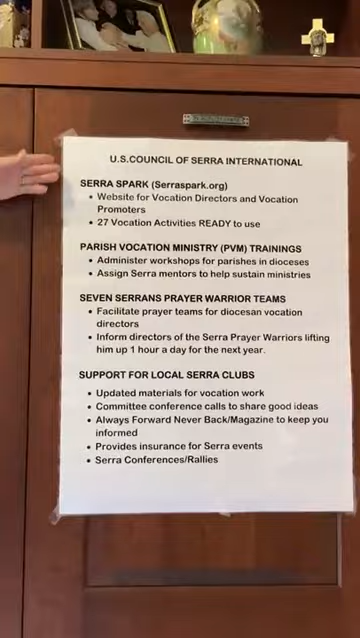 U.S.COUNCIL OF SERRA INTERNATIONAL
SERRA SPARK (Serraspark.org)
• Website for Vocation Directors and Vocation
Promoters
• 27 Vocation Activities READY to use
PARISH VOCATION MINISTRY (PVM) TRAININGS
• Administer workshops for parishes in dioceses
• Assign Serra mentors to help sustain ministries
SEVEN SERRANS PRAYER WARRIOR TEAMS
• Facilitate prayer teams for diocesan vocation
directors
• Inform directors of the Serra Prayer Warriors lifting
him up 1 hour a day for the next year.
SUPPORT FOR LOCAL SERRA CLUBS
• Updated materials for vocation work
• Committee conference calls to share good ideas
• Always Forward Never Back/Magazine to keep you
informed
• Provides insurance for Serra events
• Serra Conferences/Rallies